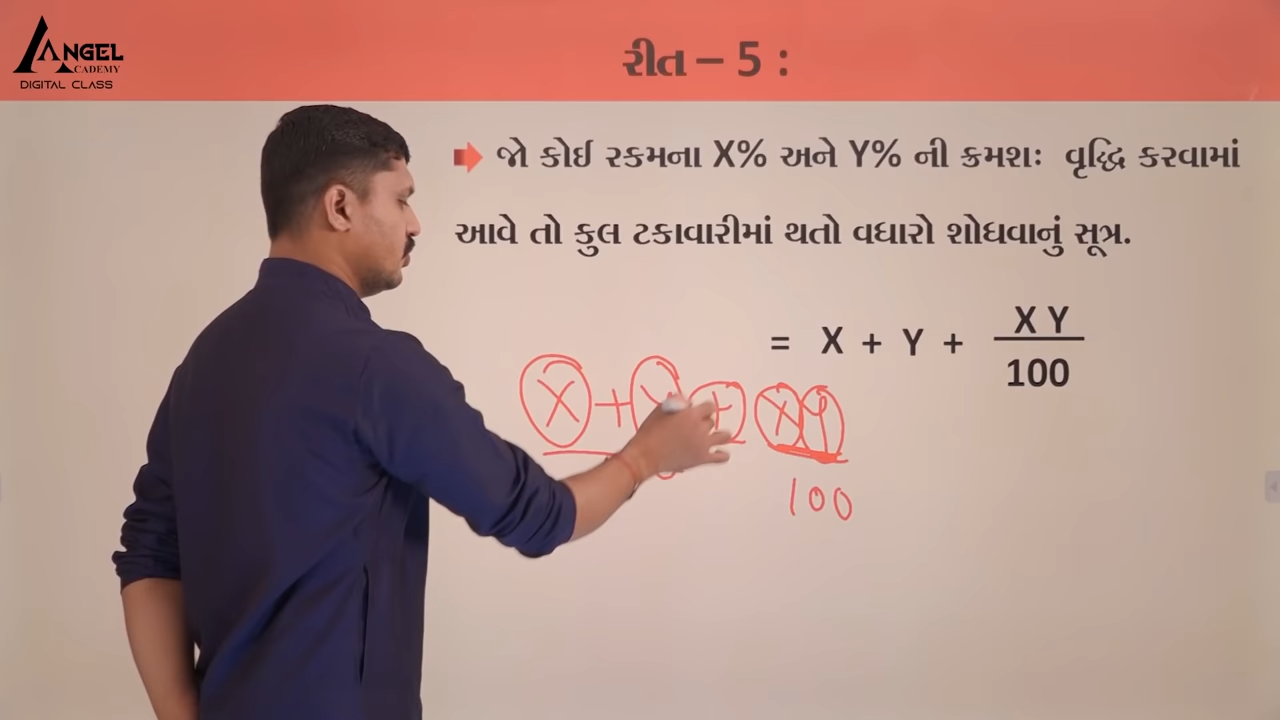 ANGEL
ACADEMY
DIGITAL CLASS
રીત – 5 :
જો કોઈ રકમના X% અને Y% ની ક્રમશઃ વૃદ્ધિ કરવામાં
આવે તો કુલ ટકાવારીમાં થતો વધારો શોધવાનું સૂત્ર.
= X + Y + X Y
100
X + + XY
100